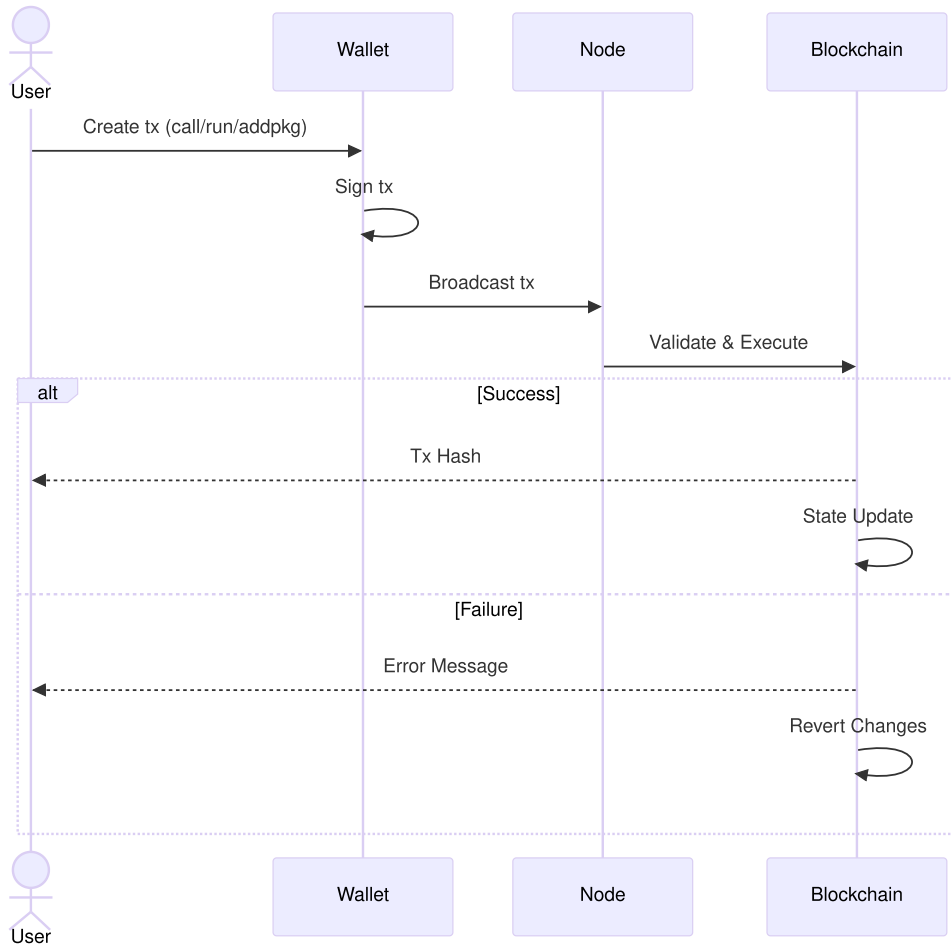 User
Wallet
Node
Blockchain
Create tx (call/run/addpkg)
Sign tx
Broadcast tx
Validate & Execute
alt
[Success]
Tx Hash
State Update
[Failure]
Error Message
Revert Changes
User
Wallet
Node
Blockchain